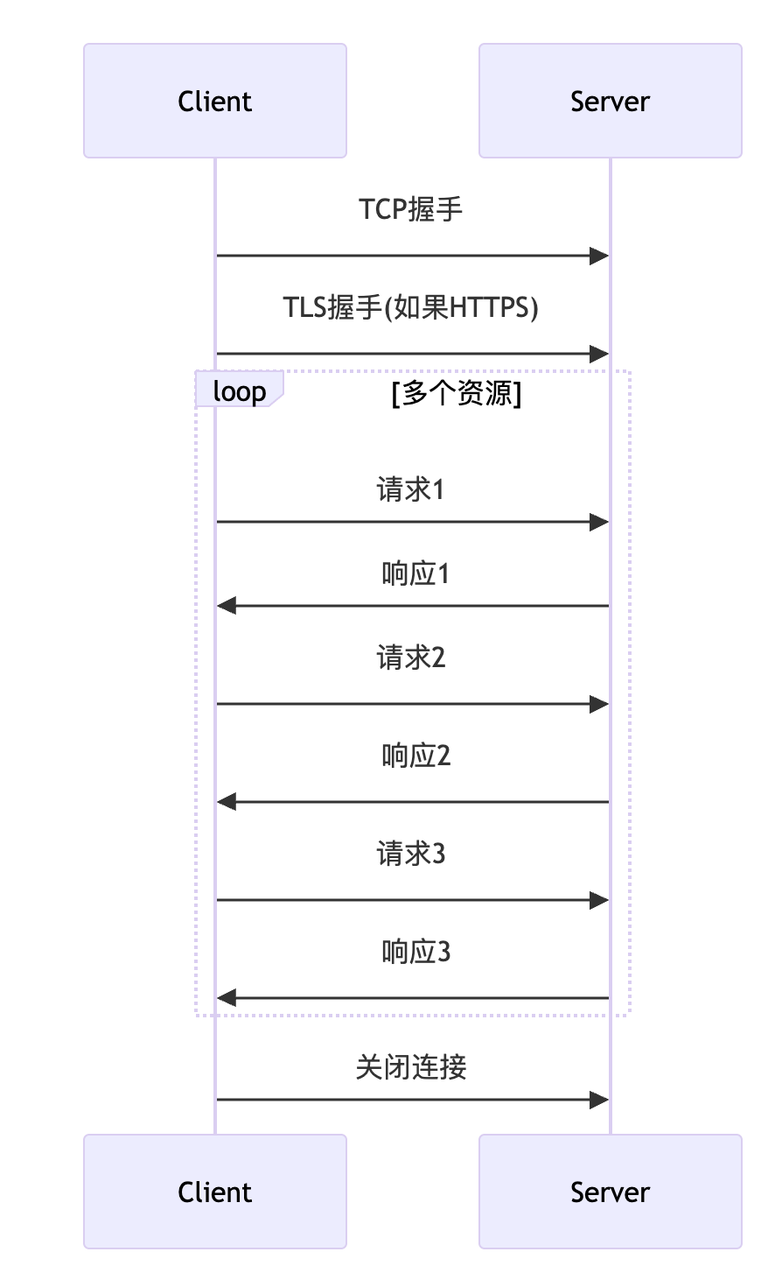 Client Server
TCP握手
TLS握手(如果HTTPS)
loop [多个资源]
请求1
响应1
请求2
响应2
请求3
响应3
关闭连接
Client Server